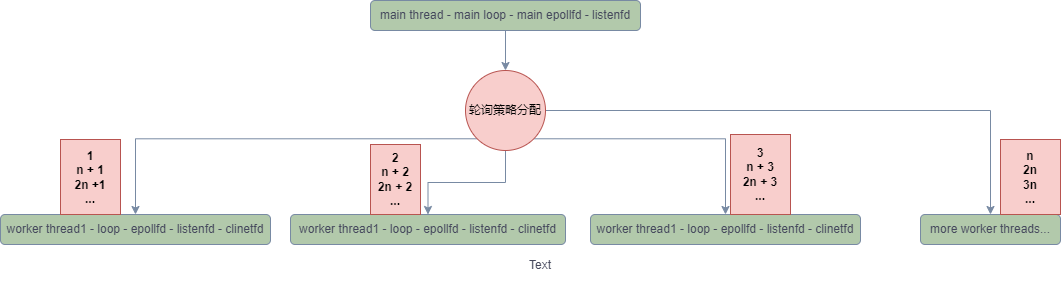 main thread - main loop - main epollfd - listenfd
轮询策略分配
1
n + 1
2n +1
...
2
n + 2
2n + 2
...
3
n + 3
2n + 3
...
n
2n
3n
...
worker thread1 - loop - epollfd - listenfd - clinetfd
worker thread1 - loop - epollfd - listenfd - clinetfd
worker thread1 - loop - epollfd - listenfd - clinetfd
more worker threads...
Text